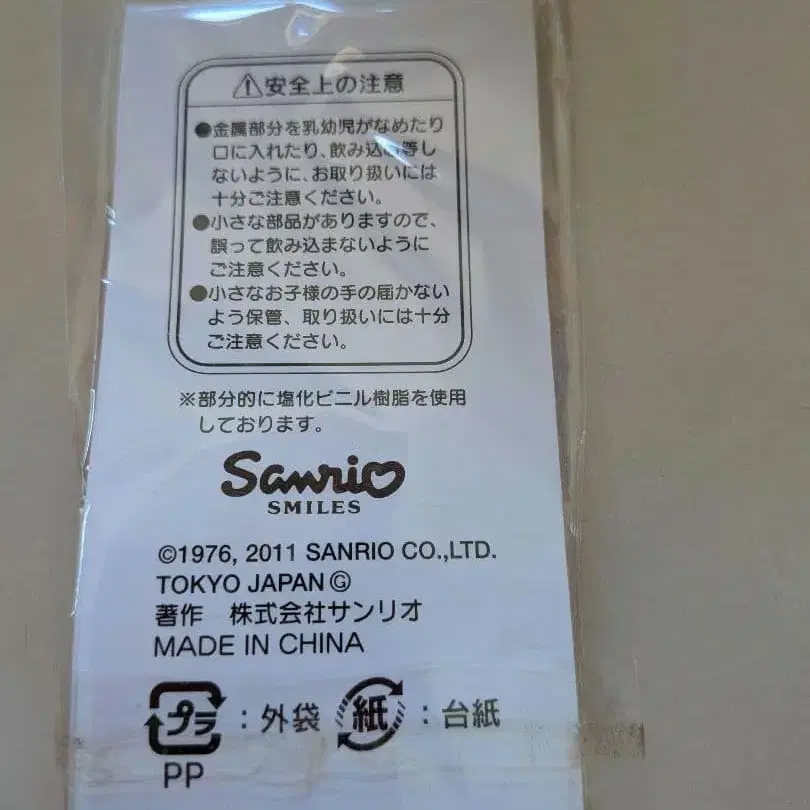 ⚠安全上の注意
●金属部分を乳幼児がなめたり
口に入れたり、飲み込い等し
ないように、お取り扱いには
十分ご注意ください。
●小さな部品がありますので、
誤って飲み込まないように
ご注意ください。
●小さなお子様の手の届かない
よう保管、取り扱いには十分
ご注意ください。
※部分的に塩化ビニル樹脂を使用
しております。
Sanrio
SMILES
©1976, 2011 SANRIO CO.,LTD.
TOKYO JAPAN Ⓖ
著作 株式会社サンリオ
MADE IN CHINA
プラ：外袋 紙：台紙
PP